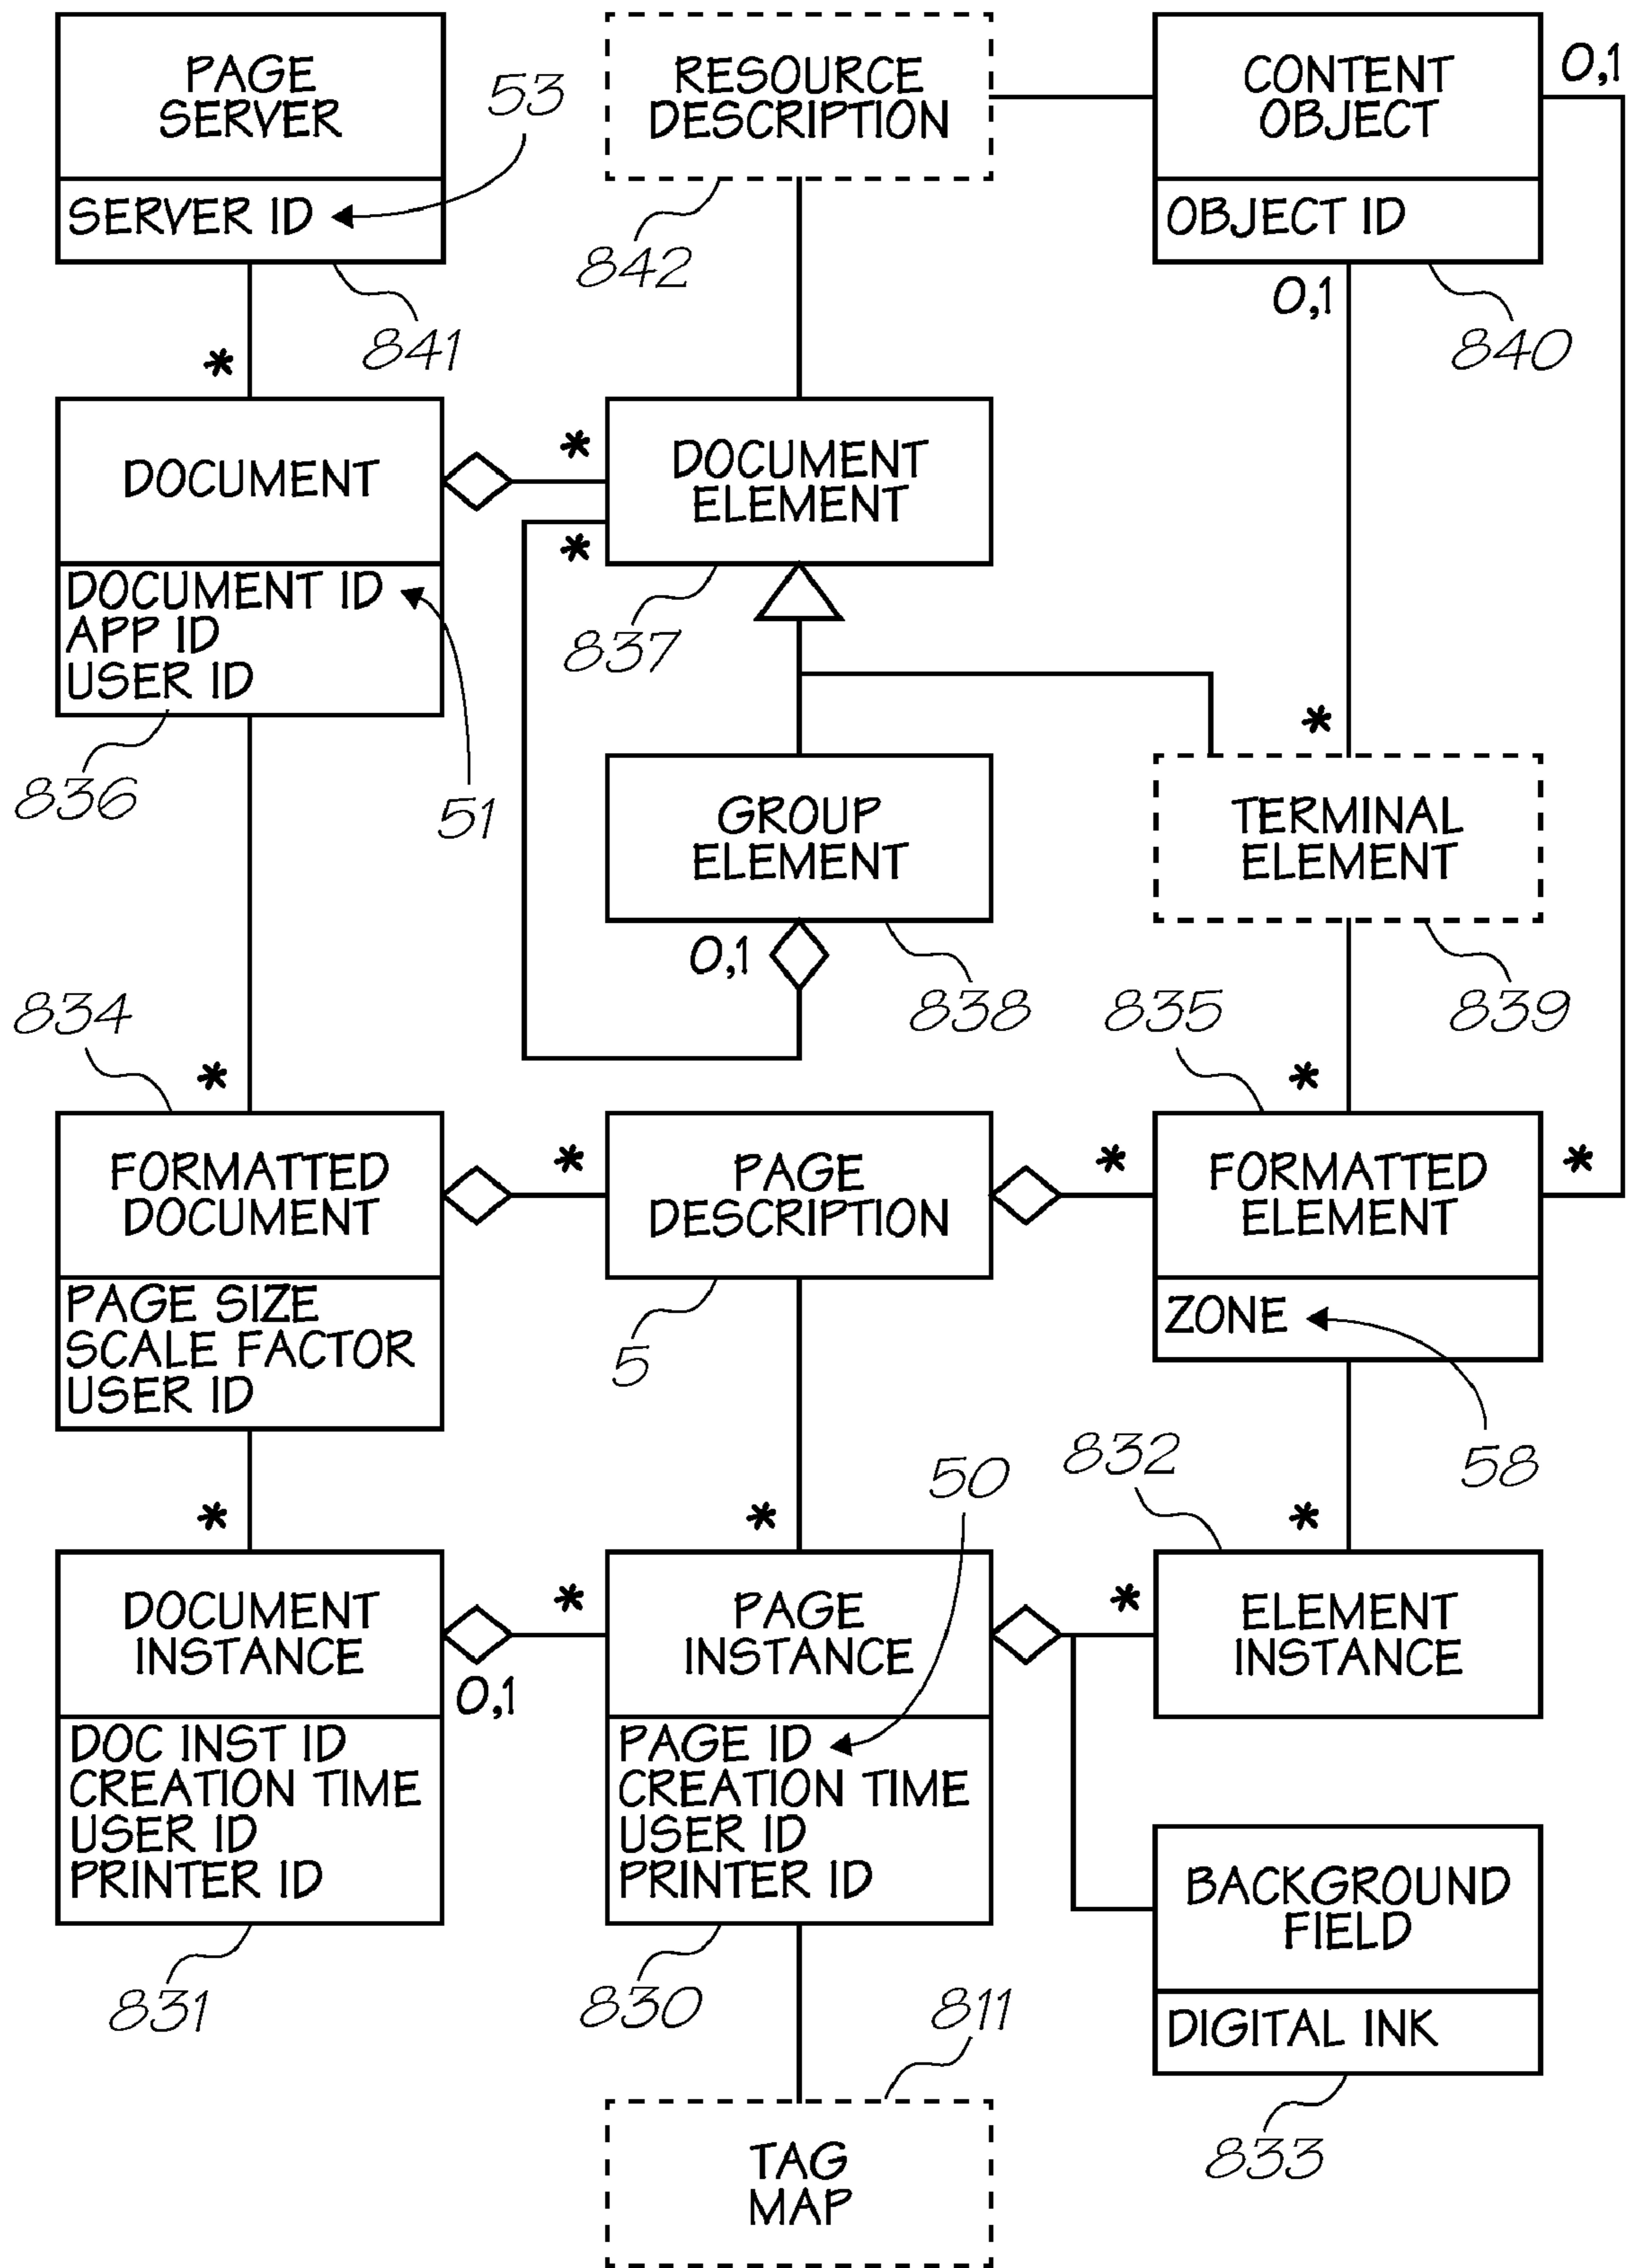 PAGE
SERVER
SERVER ID
53
841
RESOURCE
DESCRIPTION
842
CONTENT
OBJECT
OBJECT ID
0,1
0,1
840
*
DOCUMENT
DOCUMENT ID
APP ID
USER ID
836
51
*
*
DOCUMENT
ELEMENT
837
GROUP
ELEMENT
0,1
838
*
TERMINAL
ELEMENT
839
834
*
FORMATTED
DOCUMENT
PAGE SIZE
SCALE FACTOR
USER ID
*
PAGE
DESCRIPTION
5
835
*
*
*
FORMATTED
ELEMENT
ZONE
58
*
DOCUMENT
INSTANCE
DOC INST ID
CREATION TIME
USER ID
PRINTER ID
831
0,1
*
*
50
PAGE
INSTANCE
PAGE ID
CREATION TIME
USER ID
PRINTER ID
830
832
*
*
ELEMENT
INSTANCE
BACKGROUND
FIELD
DIGITAL INK
833
811
TAG
MAP